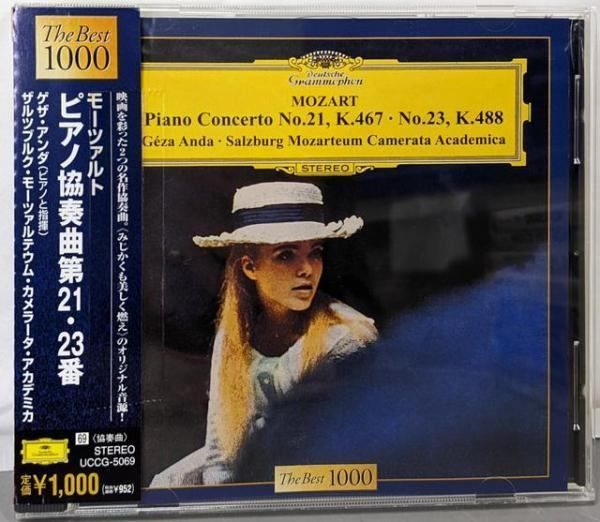 The Best
1000
モーツァルト
ピアノ協奏曲第21・23番
ゲザ・アンダ(ピアノと指揮)
ザルツブルク・モーツァルテウム・カメラータ・アカデミカ
映画を彩った2つの名作協奏曲。〈みじかくも美しく燃え〉のオリジナル音源!
69 〈協奏曲〉
STEREO
UCCG-5069
定価¥1,000
¥952)
Deutsche
Grammophon
MOZART
Piano Concerto No.21, K.467 · No.23, K.488
Géza Anda · Salzburg Mozarteum Camerata Academica
STEREO
The Best 1000